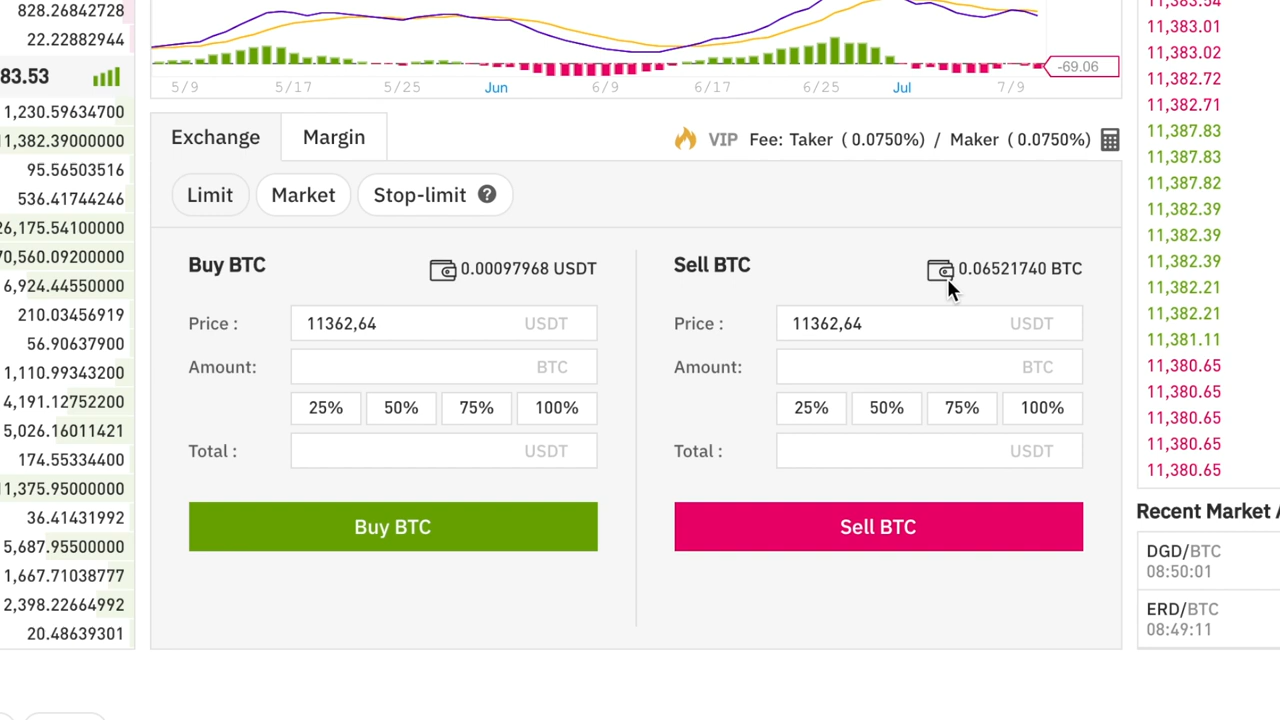 828.26842728
22.22882944
83.53
1,230.59634700
11,382.39000000
95.56503516
536.41744246
26,175.54100000
70,560.09200000
6,924.44550000
210.03456919
56.90637900
1,110.99343200
4,191.12752200
5,026.16011421
174.55334400
11,375.95000000
36.41431992
5,687.95500000
1,667.71038777
2,398.22664992
20.48639301
-69.06
5/9 5/17 5/25 Jun 6/9 6/17 6/25 Jul 7/9
Exchange Margin
VIP Fee: Taker ( 0.0750%) / Maker ( 0.0750%)
Limit Market Stop-limit ?
Buy BTC 0.00097968 USDT
Price : 11362,64 USDT
Amount: BTC
25% 50% 75% 100%
Total : USDT
Buy BTC
Sell BTC 0.06521740 BTC
Price : 11362,64 USDT
Amount: BTC
25% 50% 75% 100%
Total : USDT
Sell BTC
11,383.54
11,383.01
11,383.02
11,382.72
11,382.71
11,387.83
11,387.83
11,387.82
11,382.39
11,382.39
11,382.39
11,382.21
11,382.21
11,381.11
11,380.65
11,380.65
11,380.65
11,380.65
11,380.65
Recent Market
DGD/BTC
08:50:01
ERD/BTC
08:49:11